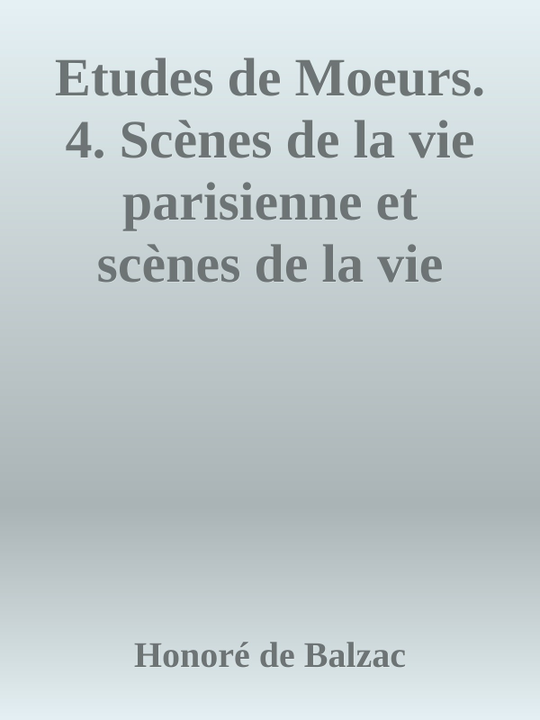 Etudes de Moeurs.
4. Scènes de la vie
parisienne et
scènes de la vie
Honoré de Balzac